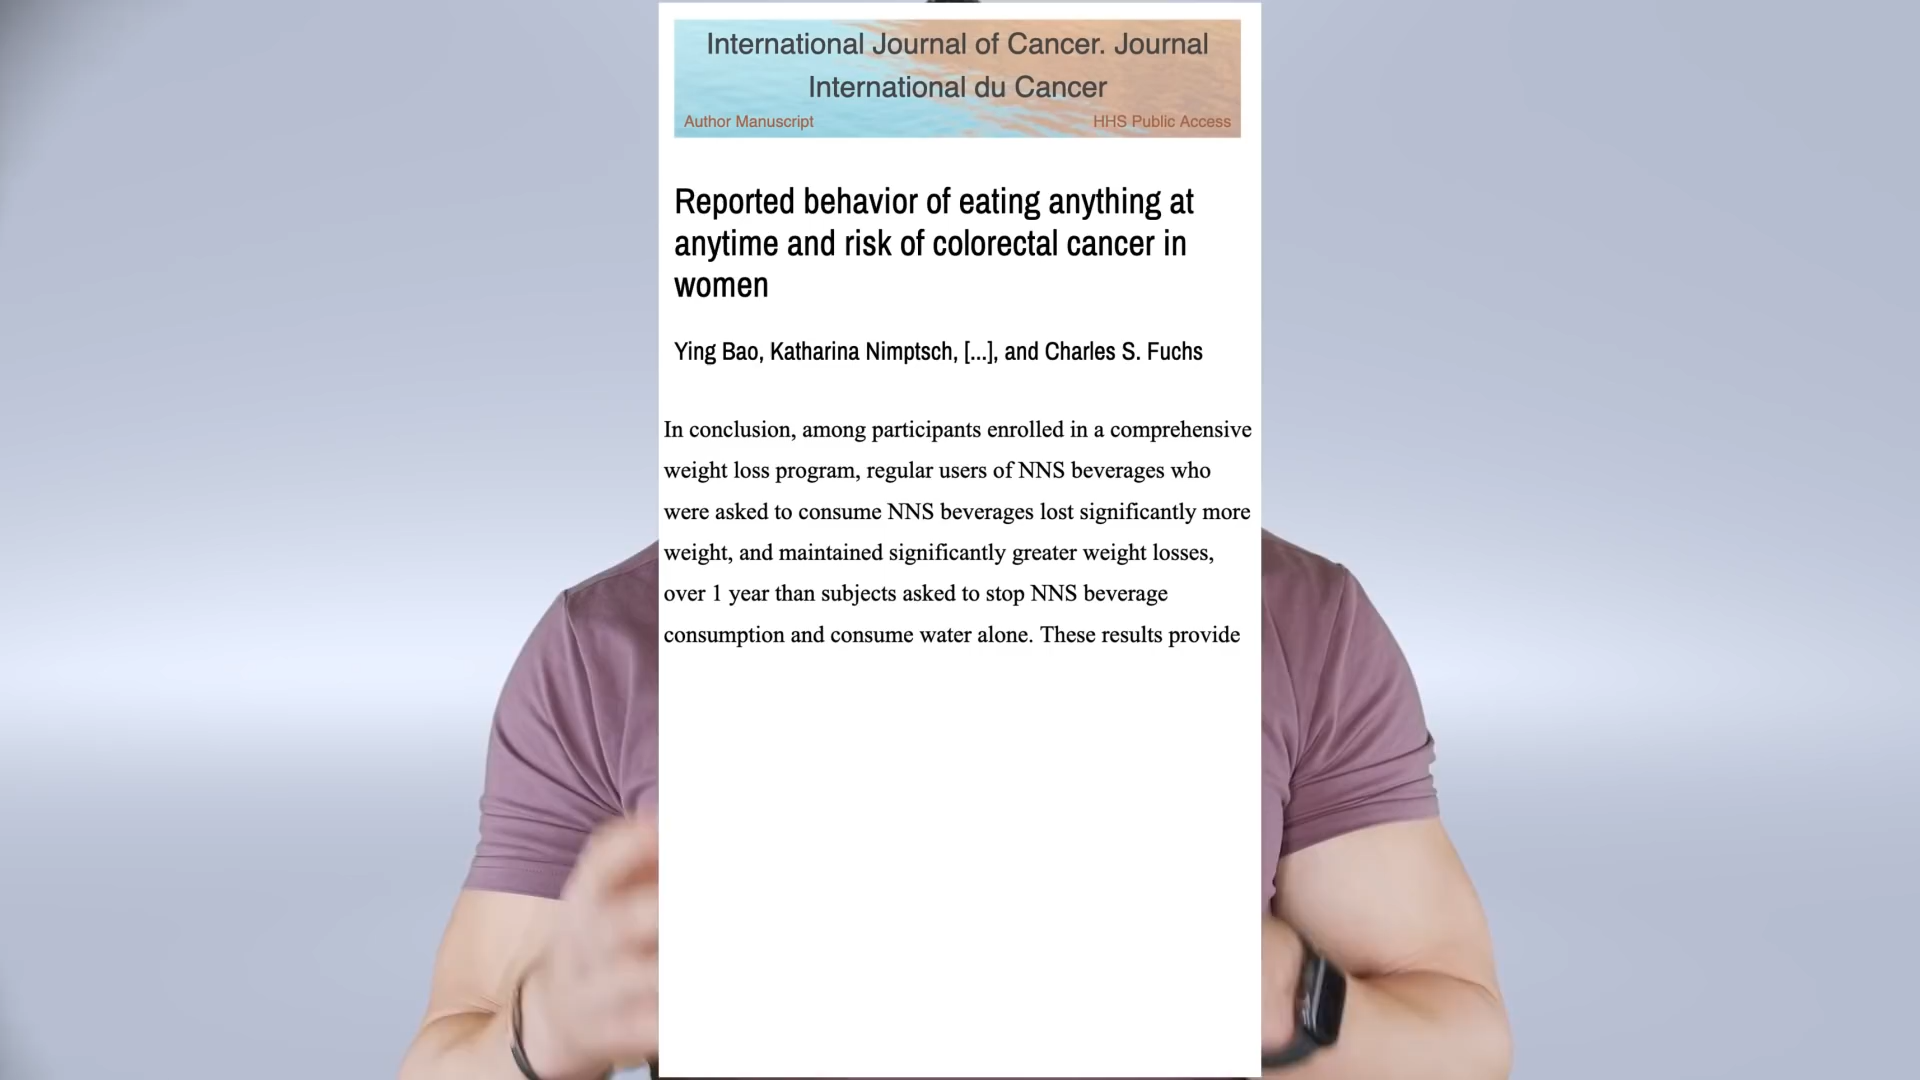 International Journal of Cancer. Journal
International du Cancer
Author Manuscript
HHS Public Access
Reported behavior of eating anything at
anytime and risk of colorectal cancer in
women
Ying Bao, Katharina Nimptsch, [...], and Charles S. Fuchs
In conclusion, among participants enrolled in a comprehensive
weight loss program, regular users of NNS beverages who
were asked to consume NNS beverages lost significantly more
weight, and maintained significantly greater weight losses,
over 1 year than subjects asked to stop NNS beverage
consumption and consume water alone. These results provide